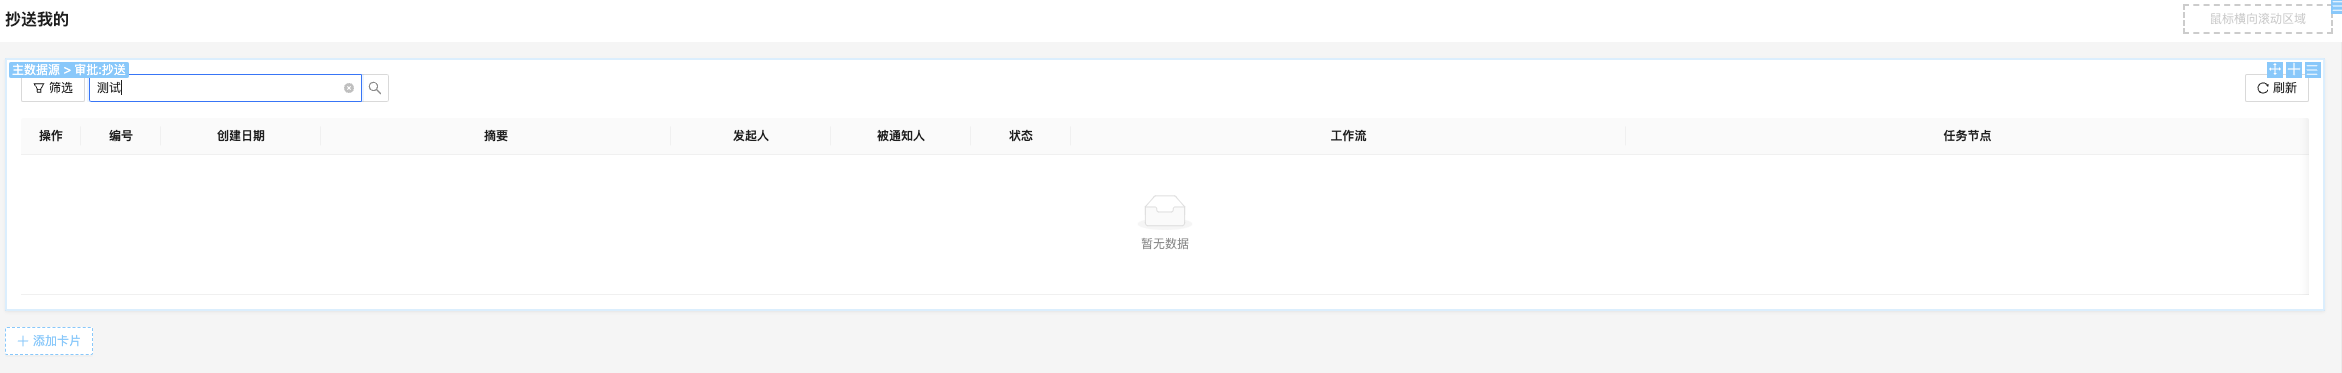 抄送我的
鼠标横向滚动区域
主数据源 > 审批:抄送
筛选 测试 刷新
操作 编号 创建日期 摘要 发起人 被通知人 状态 工作流 任务节点
暂无数据
添加卡片